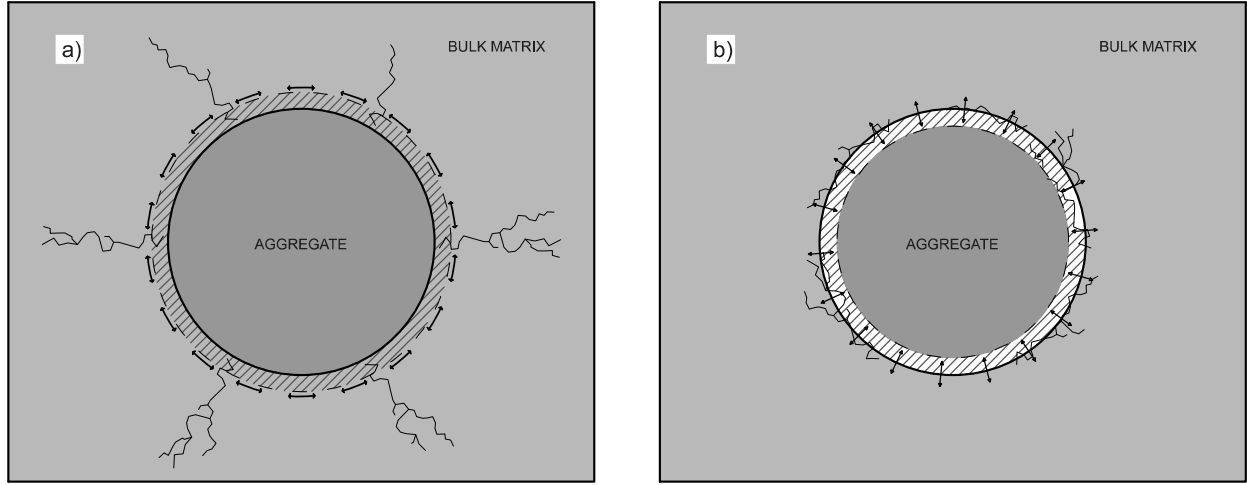 a)
BULK MATRIX
AGGREGATE
b)
BULK MATRIX
AGGREGATE